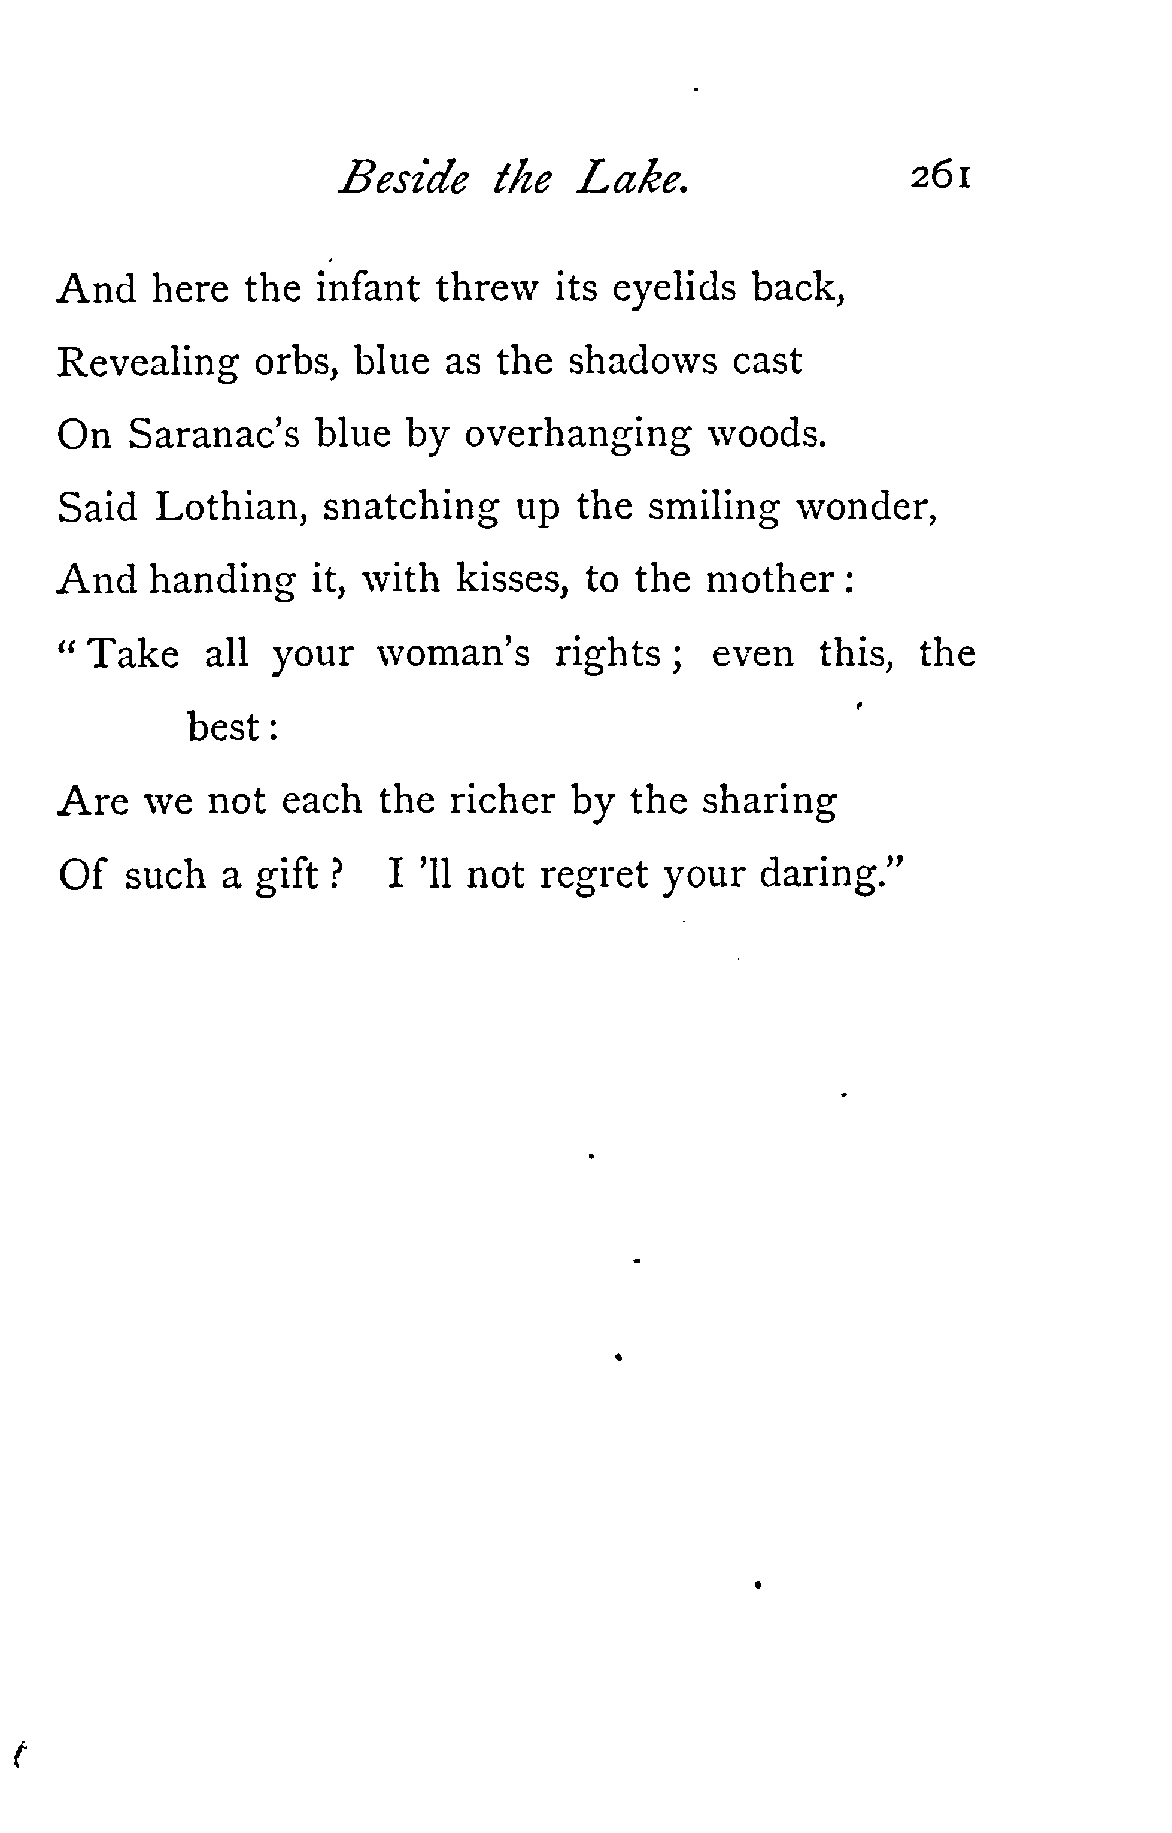 Beside the Lake. 261
And here the infant threw its eyelids back,
Revealing orbs, blue as the shadows cast
On Saranac's blue by overhanging woods.
Said Lothian, snatching up the smiling wonder,
And handing it, with kisses, to the mother :
“ Take all your woman's rights ; even this, the
best :
Are we not each the richer by the sharing
Of such a gift ? I 'll not regret your daring.”